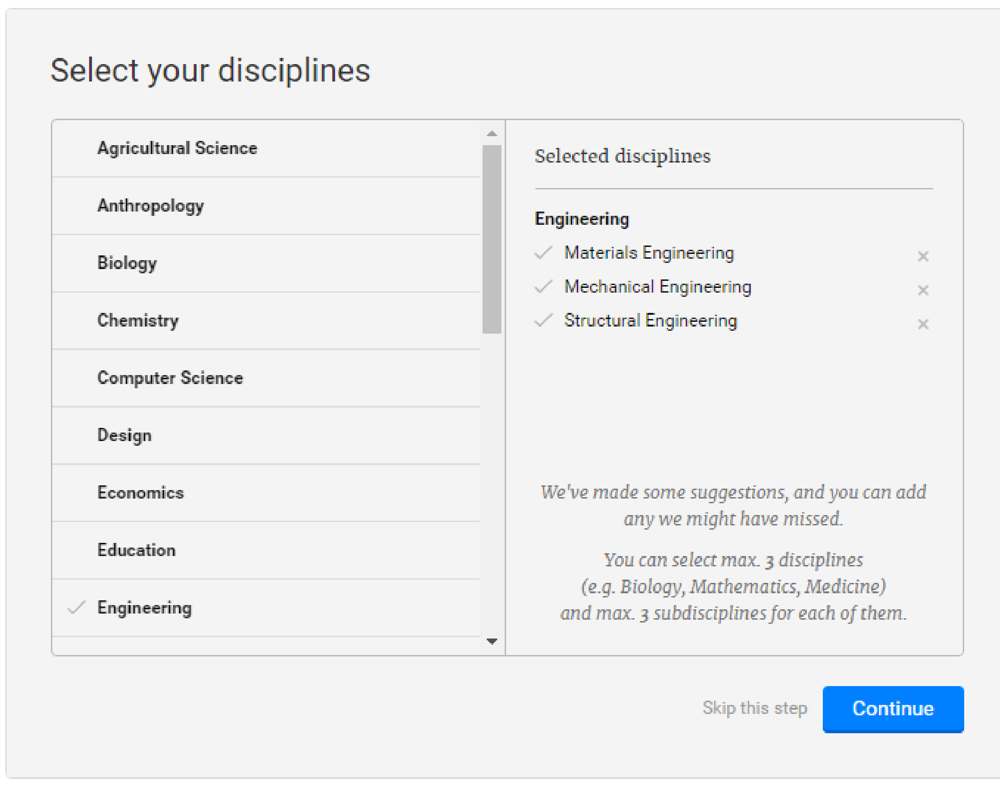 Select your disciplines
Agricultural Science
Anthropology
Biology
Chemistry
Computer Science
Design
Economics
Education
Engineering
Selected disciplines
Engineering
Materials Engineering
Mechanical Engineering
Structural Engineering
We've made some suggestions, and you can add
any we might have missed.
You can select max. 3 disciplines
(e.g. Biology, Mathematics, Medicine)
and max. 3 subdisciplines for each of them.
Skip this step
Continue